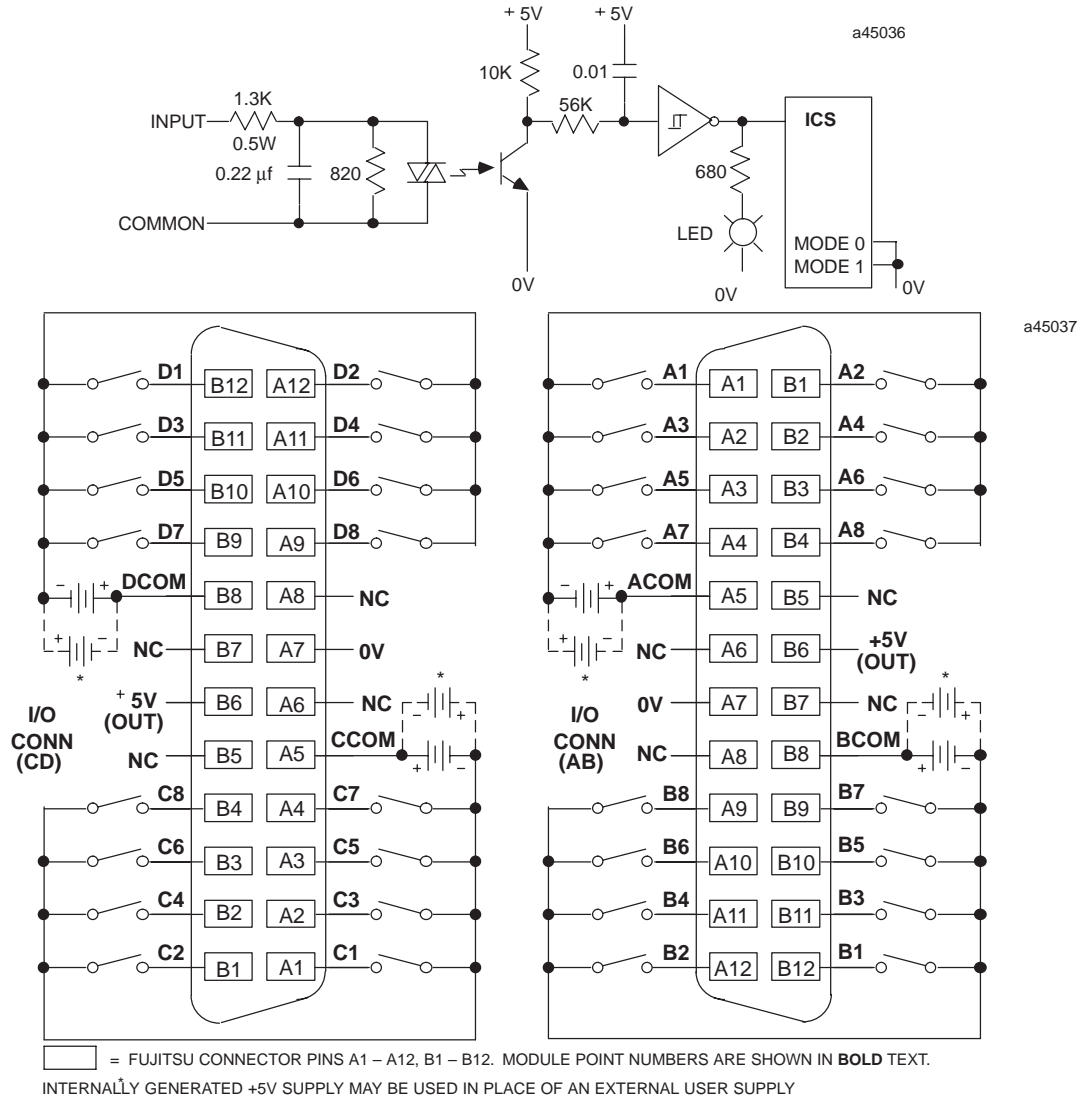 + 5V + 5V
a45036
10K 0.01
1.3K 56K
INPUT ICS
0.5W
0.22 µf 820 680
COMMON LED
MODE 0
MODE 1
0V 0V 0V
a45037
D1 B12 A12 D2 A1 A1 B1 A2
D3 B11 A11 D4 A3 A2 B2 A4
D5 B10 A10 D6 A5 A3 B3 A6
D7 B9 A9 D8 A7 A4 B4 A8
– + DCOM B8 A8 NC – + ACOM A5 B5 NC
+ – NC B7 A7 0V + – NC A6 B6 +5V
* * (OUT)
+ 5V B6 A6 NC * – + 0V A7 B7 NC * – +
(OUT)
I/O I/O
CONN CONN
(CD) (AB)
NC B5 A5 CCOM + – NC A8 B8 BCOM + –
C8 B4 A4 C7 B8 A9 B9 B7
C6 B3 A3 C5 B6 A10 B10 B5
C4 B2 A2 C3 B4 A11 B11 B3
C2 B1 A1 C1 B2 A12 B12 B1
= FUJITSU CONNECTOR PINS A1 – A12, B1 – B12. MODULE POINT NUMBERS ARE SHOWN IN BOLD TEXT.
* INTERNALLY GENERATED +5V SUPPLY MAY BE USED IN PLACE OF AN EXTERNAL USER SUPPLY